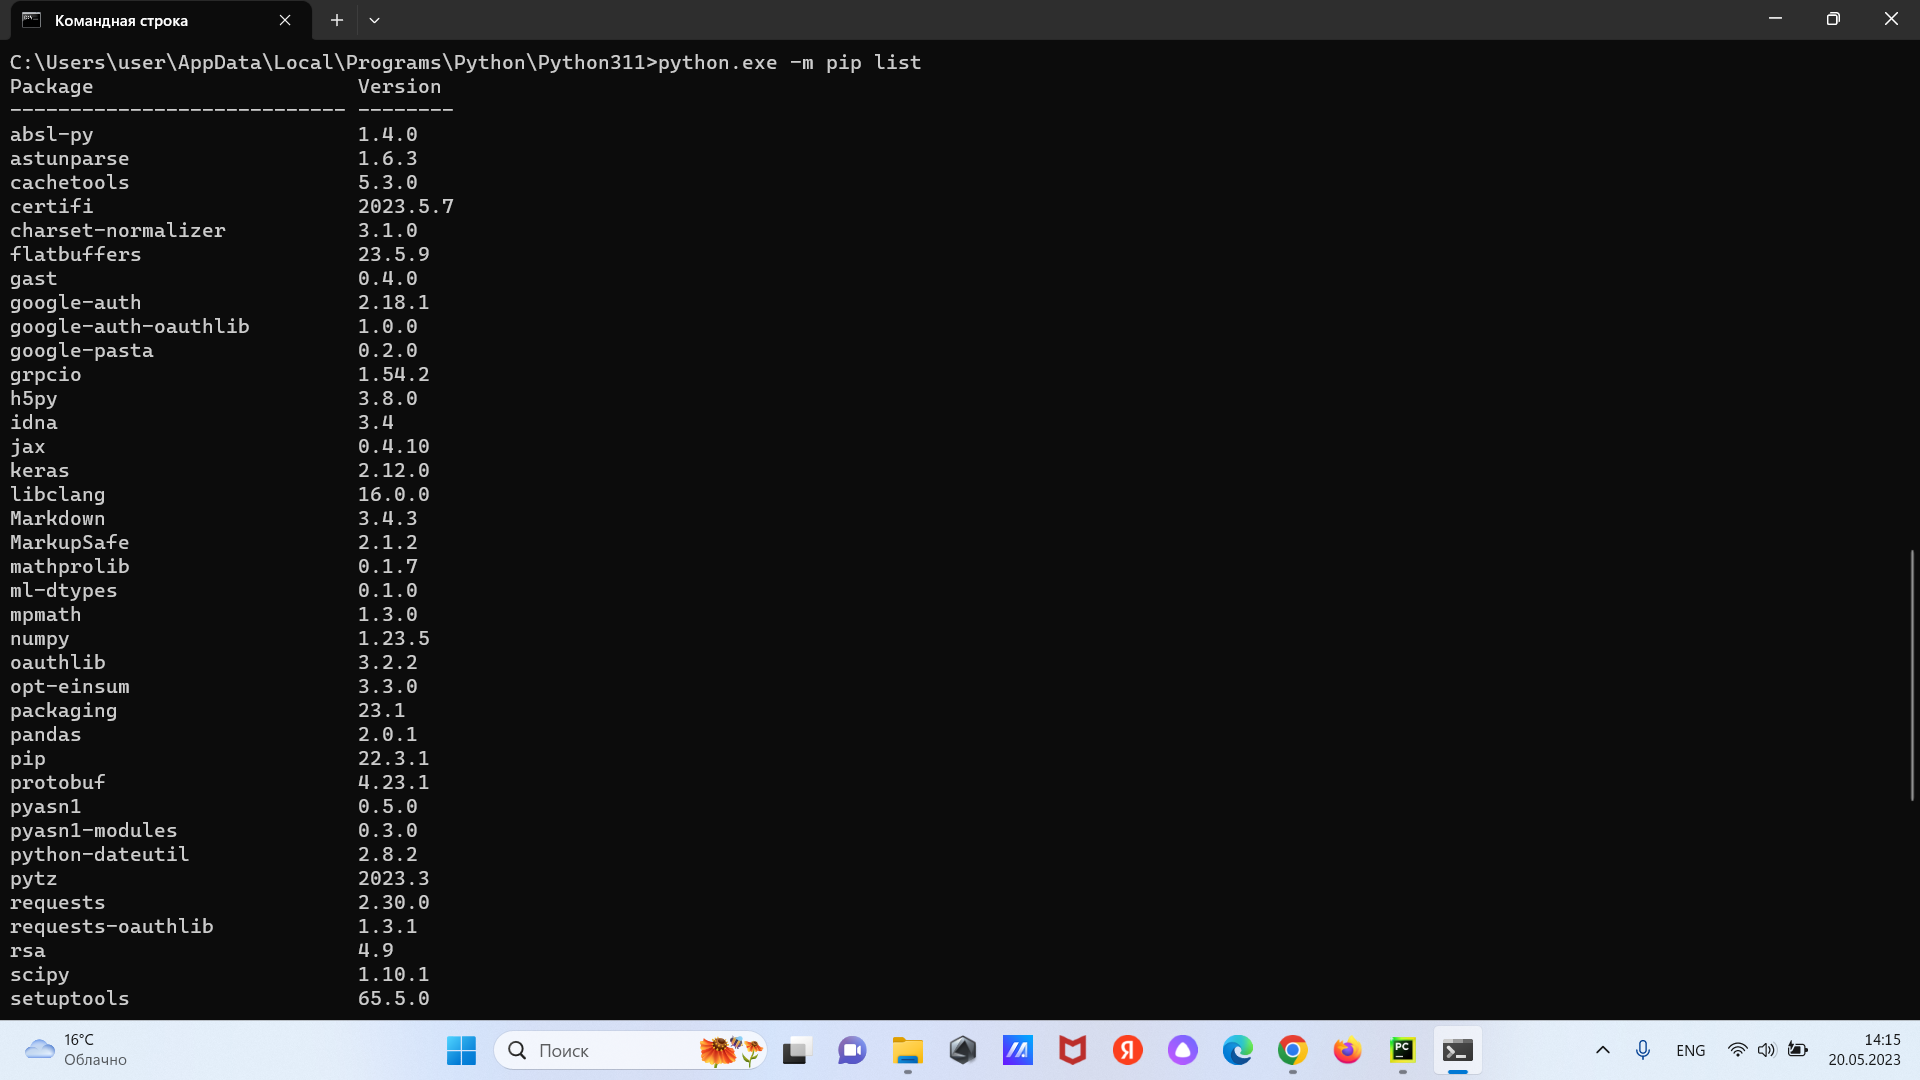 Командная строка
C:\Users\user\AppData\Local\Programs\Python\Python311>python.exe -m pip list
Package Version
---------------------------- --------
absl-py 1.4.0
astunparse 1.6.3
cachetools 5.3.0
certifi 2023.5.7
charset-normalizer 3.1.0
flatbuffers 23.5.9
gast 0.4.0
google-auth 2.18.1
google-auth-oauthlib 1.0.0
google-pasta 0.2.0
grpcio 1.54.2
h5py 3.8.0
idna 3.4
jax 0.4.10
keras 2.12.0
libclang 16.0.0
Markdown 3.4.3
MarkupSafe 2.1.2
mathprolib 0.1.7
ml-dtypes 0.1.0
mpmath 1.3.0
numpy 1.23.5
oauthlib 3.2.2
opt-einsum 3.3.0
packaging 23.1
pandas 2.0.1
pip 22.3.1
protobuf 4.23.1
pyasn1 0.5.0
pyasn1-modules 0.3.0
python-dateutil 2.8.2
pytz 2023.3
requests 2.30.0
requests-oauthlib 1.3.1
rsa 4.9
scipy 1.10.1
setuptools 65.5.0
16°C
Облачно
Поиск
Я
PC
ENG
14:15
20.05.2023